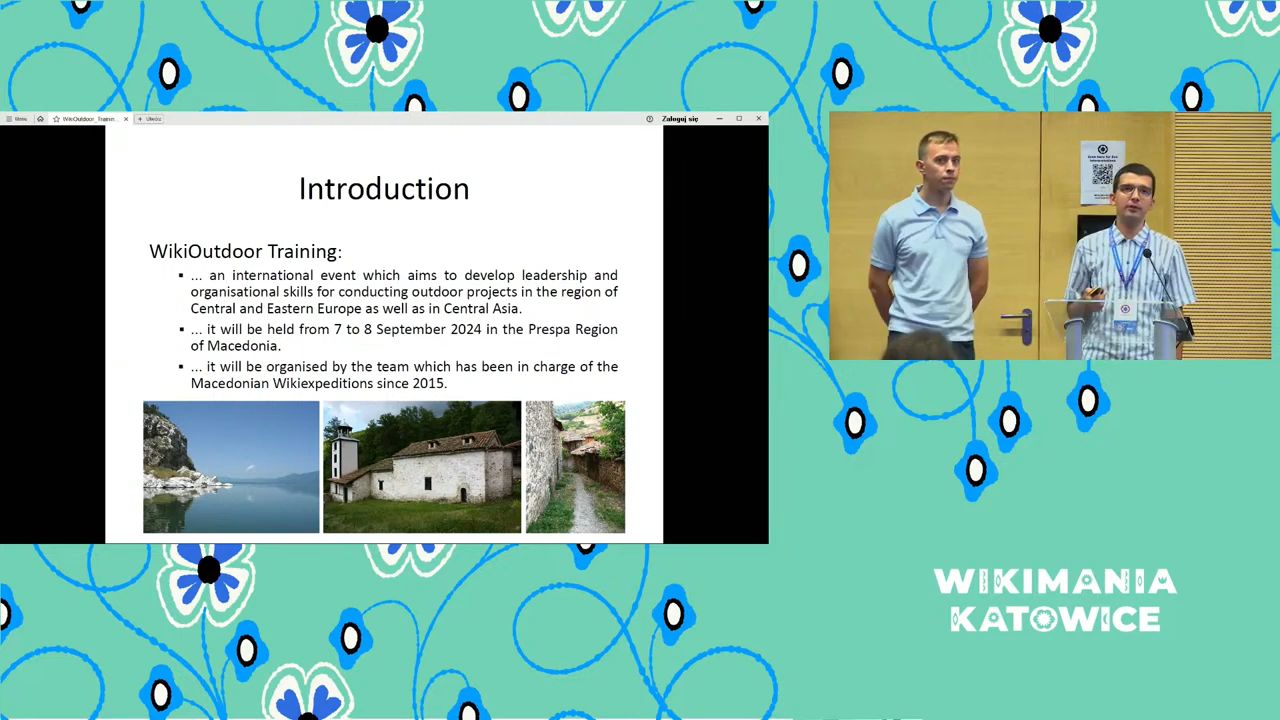 Menu
WikiOutdoor_Trainin...
Utwórz
Zaloguj się
Introduction
WikiOutdoor Training:
▪ ... an international event which aims to develop leadership and
organisational skills for conducting outdoor projects in the region of
Central and Eastern Europe as well as in Central Asia.
▪ ... it will be held from 7 to 8 September 2024 in the Prespa Region
of Macedonia.
▪ ... it will be organised by the team which has been in charge of the
Macedonian Wikiexpeditions since 2015.
WIKIMANIA
KATOWICE